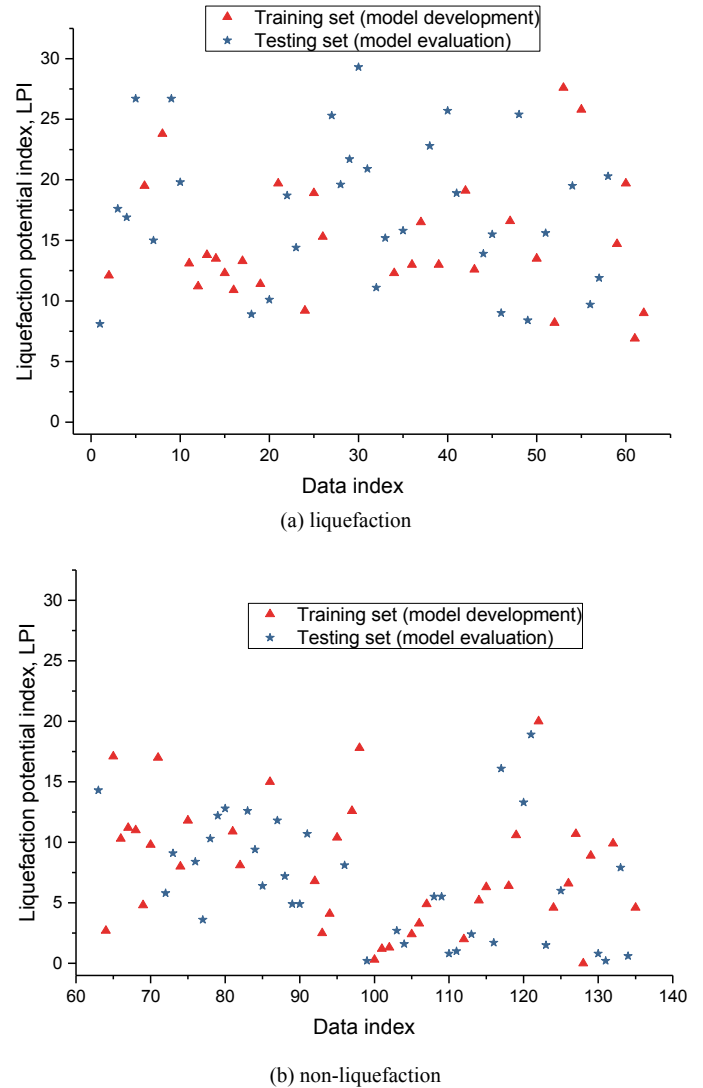 Training set (model development)
Testing set (model evaluation)
30
25
20
15
10
5
0
Liquefaction potential index, LPI
0 10 20 30 40 50 60
Data index
(a) liquefaction
Training set (model development)
Testing set (model evaluation)
30
25
20
15
10
5
0
Liquefaction potential index, LPI
60 70 80 90 100 110 120 130 140
Data index
(b) non-liquefaction